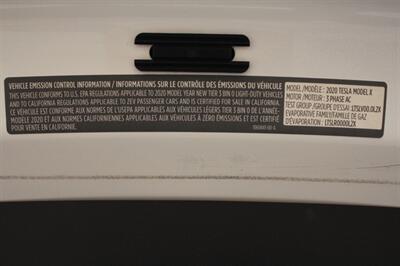 VEHICLE EMISSION CONTROL INFORMATION / INFORMATIONS SUR LE CONTRÔLE DES ÉMISSIONS DU VÉHICULE
THIS VEHICLE CONFORMS TO U.S. EPA REGULATIONS APPLICABLE TO 2020 MODEL YEAR NEW TIER 3 BIN 0 LIGHT-DUTY VEHICLES
AND TO CALIFORNIA REGULATIONS APPLICABLE TO ZEV PASSENGER CARS AND IS CERTIFIED FOR SALE IN CALIFORNIA.
CE VÉHICULE EST CONFORME AUX NORMES DE L'USEPA APPLICABLES AUX VÉHICULES LÉGERS TIER 3 BIN 0 DE L'ANNÉE-
MODÈLE 2020 ET AUX NORMES CALIFORNIENNES APPLICABLES AUX VÉHICULES À ZÉRO ÉMISSIONS ET EST CERTIFIÉ
POUR VENTE EN CALIFORNIE.
MODEL/MODÈLE : 2020 TESLA MODEL X
MOTOR/MOTEUR : 3 PHASE AC
TEST GROUP/GROUPE D'ESSAI: LTSLV00.0L2X
EVAPORATIVE FAMILY/FAMILLE DE GAZ
D'ÉVAPORATION : LTSLR0000L2X